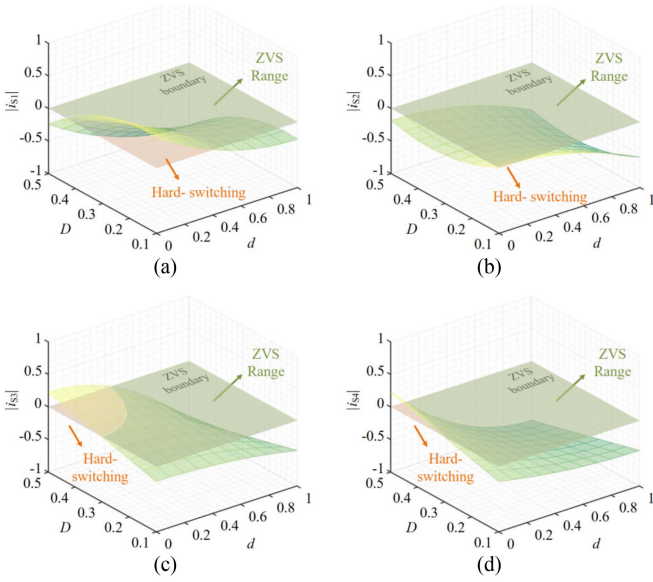 1
0.5
0
-0.5
-1
|iS1|
ZVS boundary
ZVS
Range
Hard- switching
0.5
0.4
0.3
0.2
0.1
D
0
0.2
0.4
0.6
0.8
1
d
(a)
1
0.5
0
-0.5
-1
|iS2|
ZVS boundary
ZVS
Range
Hard- switching
0.5
0.4
0.3
0.2
0.1
D
0
0.2
0.4
0.6
0.8
1
d
(b)
1
0.5
0
-0.5
-1
|iS3|
ZVS
boundary
ZVS
Range
Hard-
switching
0.5
0.4
0.3
0.2
0.1
D
0
0.2
0.4
0.6
0.8
1
d
(c)
1
0.5
0
-0.5
-1
|iS4|
ZVS
boundary
ZVS
Range
Hard-
switching
0.5
0.4
0.3
0.2
0.1
D
0
0.2
0.4
0.6
0.8
1
d
(d)